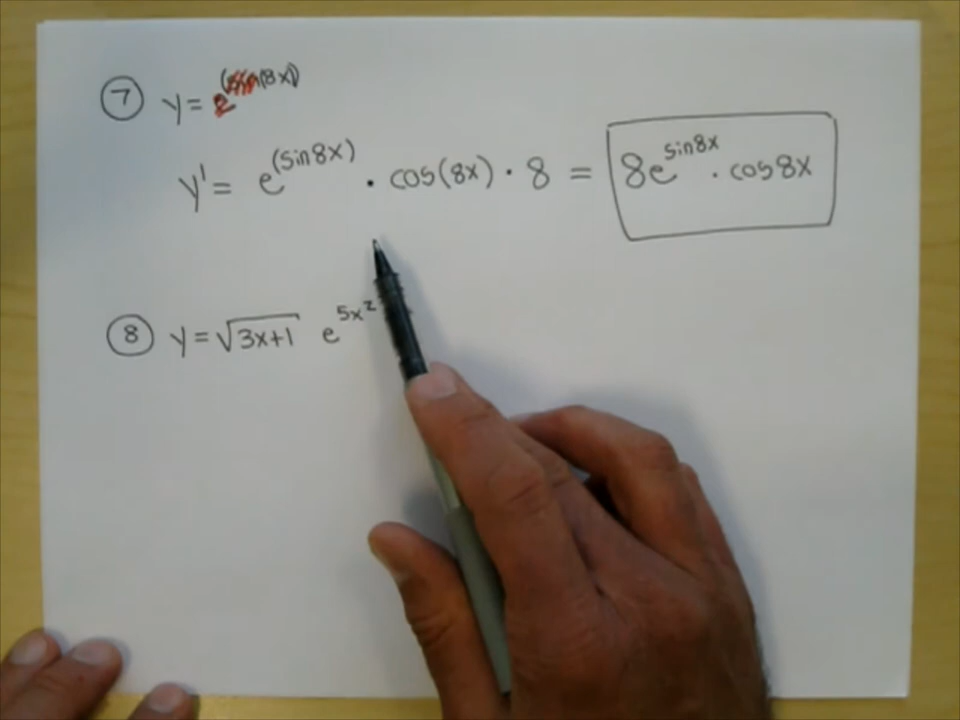 ⑦ y = e^(sin(8x))
y' = e^(sin8x) · cos(8x) · 8 = 8e^sin8x · cos8x
⑧ y = √3x+1 e^5x²